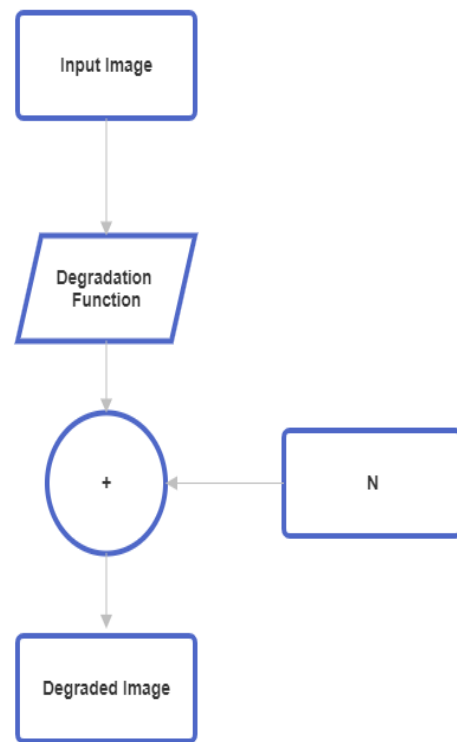 Input Image
Degradation
Function
+
N
Degraded Image